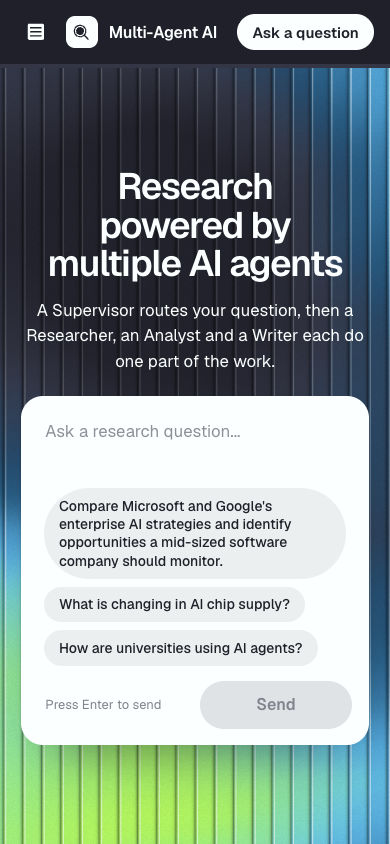 Multi-Agent AI
Ask a question
Research
powered by
multiple AI agents
A Supervisor routes your question, then a
Researcher, an Analyst and a Writer each do
one part of the work.
Ask a research question...
Compare Microsoft and Google's
enterprise AI strategies and identify
opportunities a mid-sized software
company should monitor.
What is changing in AI chip supply?
How are universities using AI agents?
Press Enter to send
Send